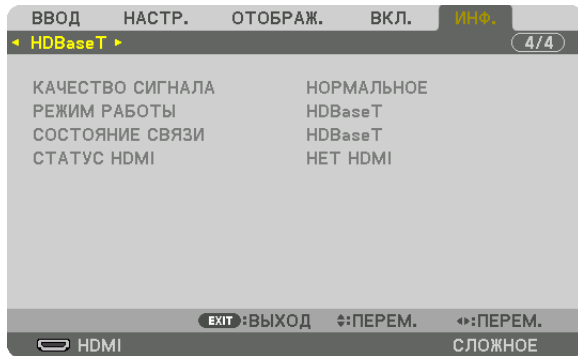 ВВОД НАСТР. ОТОБРАЖ. ВКЛ. ИНФ.
HDBaseT 4/4
КАЧЕСТВО СИГНАЛА НОРМАЛЬНОЕ
РЕЖИМ РАБОТЫ HDBaseT
СОСТОЯНИЕ СВЯЗИ HDBaseT
СТАТУС HDMI НЕТ HDMI
EXIT :ВЫХОД :ПЕРЕМ. :ПЕРЕМ.
HDMI СЛОЖНОЕ